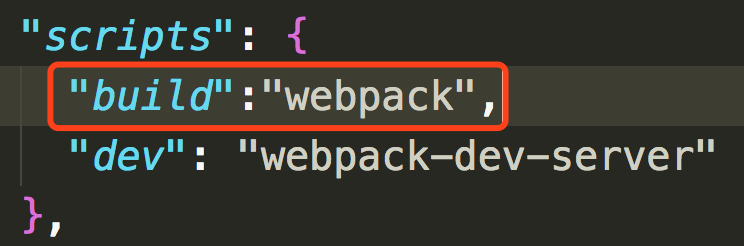 "scripts": {
"build":"webpack",
"dev": "webpack-dev-server"
},